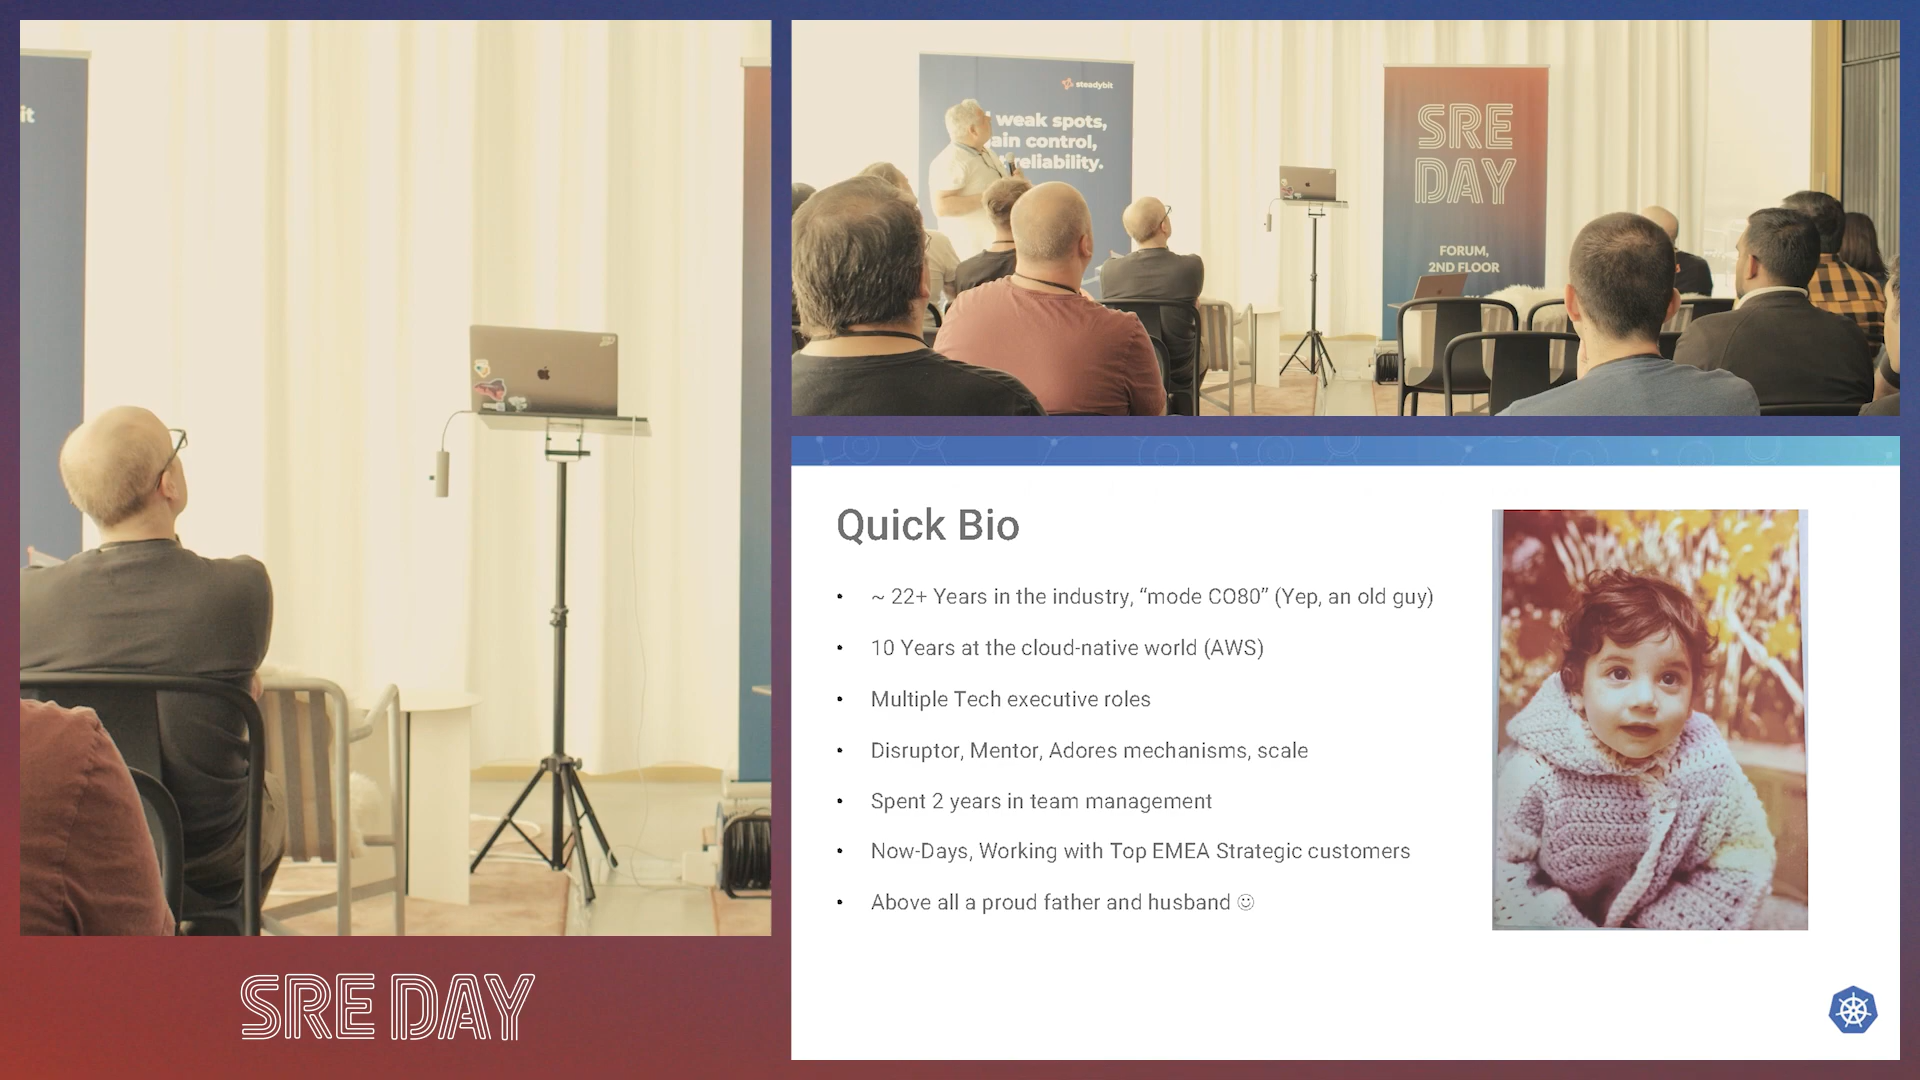 it
steadybit
weak spots,
ain control,
reliability.
SRE
DAY
FORUM,
2ND FLOOR
Quick Bio
• ~ 22+ Years in the industry, “mode CO80” (Yep, an old guy)
• 10 Years at the cloud-native world (AWS)
• Multiple Tech executive roles
• Disruptor, Mentor, Adores mechanisms, scale
• Spent 2 years in team management
• Now-Days, Working with Top EMEA Strategic customers
• Above all a proud father and husband ☺
SRE DAY